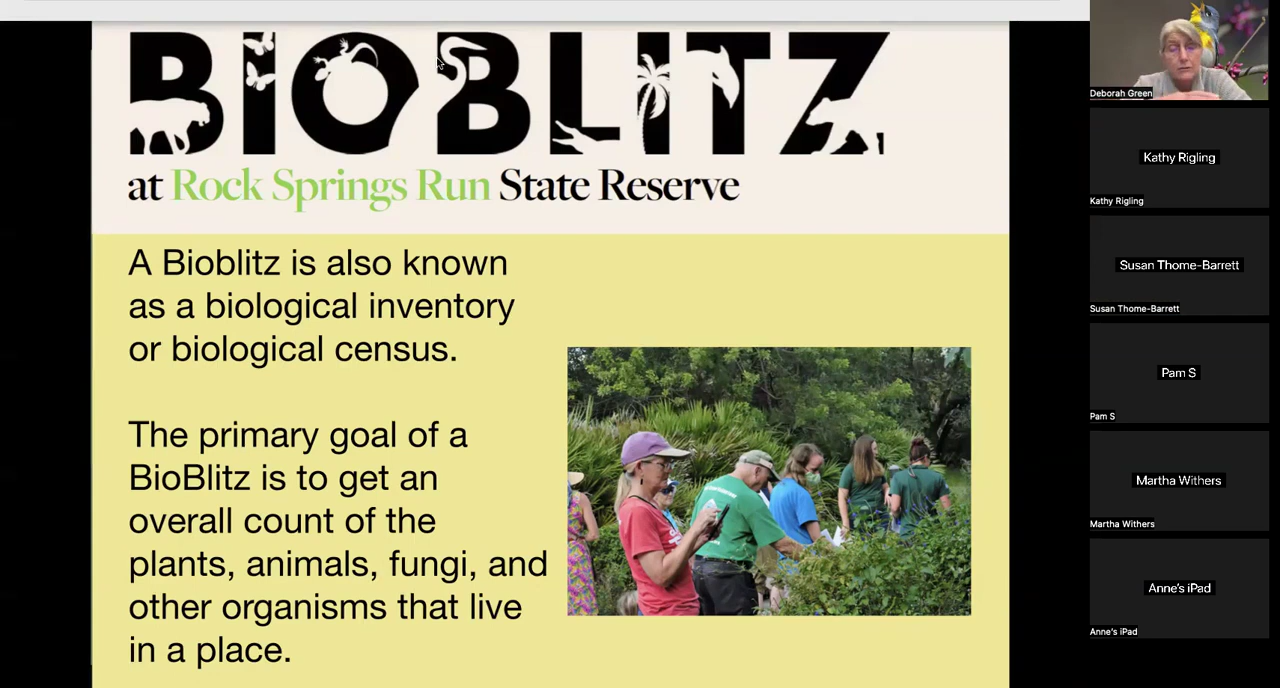 BIOBLITZ
at Rock Springs Run State Reserve
A Bioblitz is also known
as a biological inventory
or biological census.
The primary goal of a
BioBlitz is to get an
overall count of the
plants, animals, fungi, and
other organisms that live
in a place.
Deborah Green
Kathy Rigling
Kathy Rigling
Susan Thome-Barrett
Susan Thome-Barrett
Pam S
Pam S
Martha Withers
Martha Withers
Anne's iPad
Anne's iPad